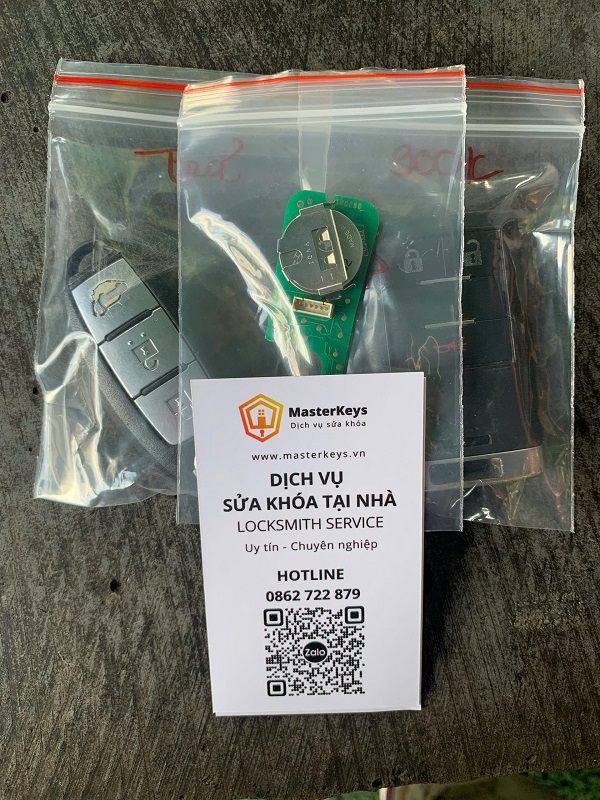 MasterKeys
Dịch vụ sửa khóa
www.masterkeys.vn
DỊCH VỤ
SỬA KHÓA TẠI NHÀ
LOCKSMITH SERVICE
Uy tín - Chuyên nghiệp
HOTLINE
0862 722 879
Zalo